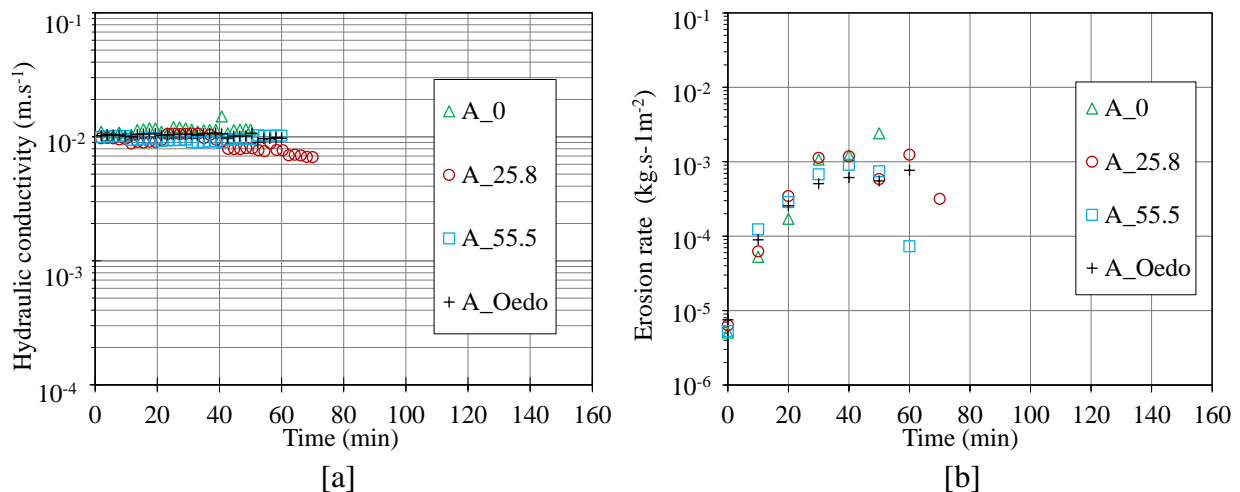 Hydraulic conductivity (m.s⁻¹)
10⁻¹
10⁻²
10⁻³
10⁻⁴
0 20 40 60 80 100 120 140 160
Time (min)
A_0
A_25.8
A_55.5
A_Oedo
[a]
Erosion rate (kg.s-1m⁻²)
10⁻¹
10⁻²
10⁻³
10⁻⁴
10⁻⁵
10⁻⁶
0 20 40 60 80 100 120 140 160
Time (min)
A_0
A_25.8
A_55.5
A_Oedo
[b]